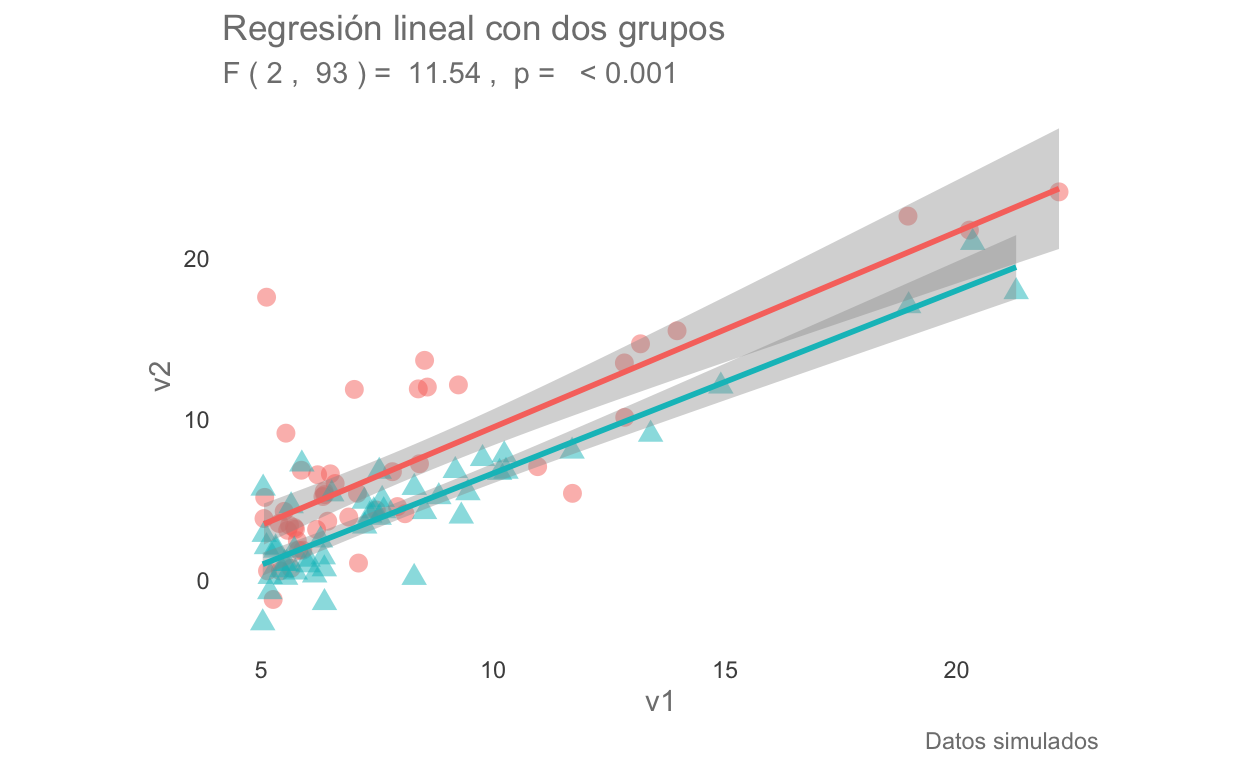 Regresión lineal con dos grupos
F ( 2 ,  93 ) =  11.54 ,  p =   < 0.001
20
10
0
v2
5 10 15 20
v1
Datos simulados